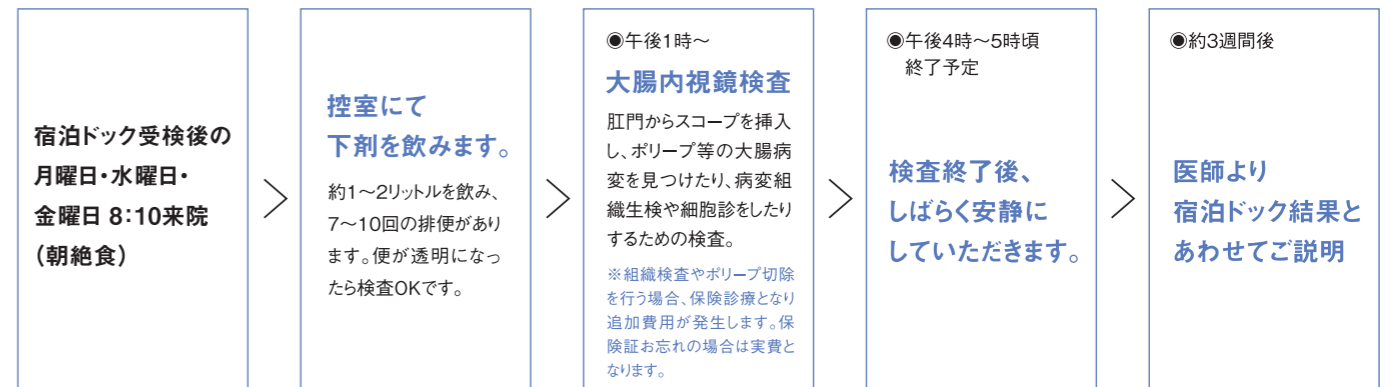 宿泊ドック受検後の
月曜日・水曜日・
金曜日 8:10来院
(朝絶食)
控室にて
下剤を飲みます。
約1~2リットルを飲み、
7~10回の排便があり
ます。便が透明になっ
たら検査OKです。
◉午後1時~
大腸内視鏡検査
肛門からスコープを挿入
し、ポリープ等の大腸病
変を見つけたり、病変組
織生検や細胞診をしたり
するための検査。
※組織検査やポリープ切除
を行う場合、保険診療となり
追加費用が発生します。保
険証お忘れの場合は実費と
なります。
◉午後4時~5時頃
終了予定
検査終了後、
しばらく安静に
していただきます。
◉約3週間後
医師より
宿泊ドック結果と
あわせてご説明